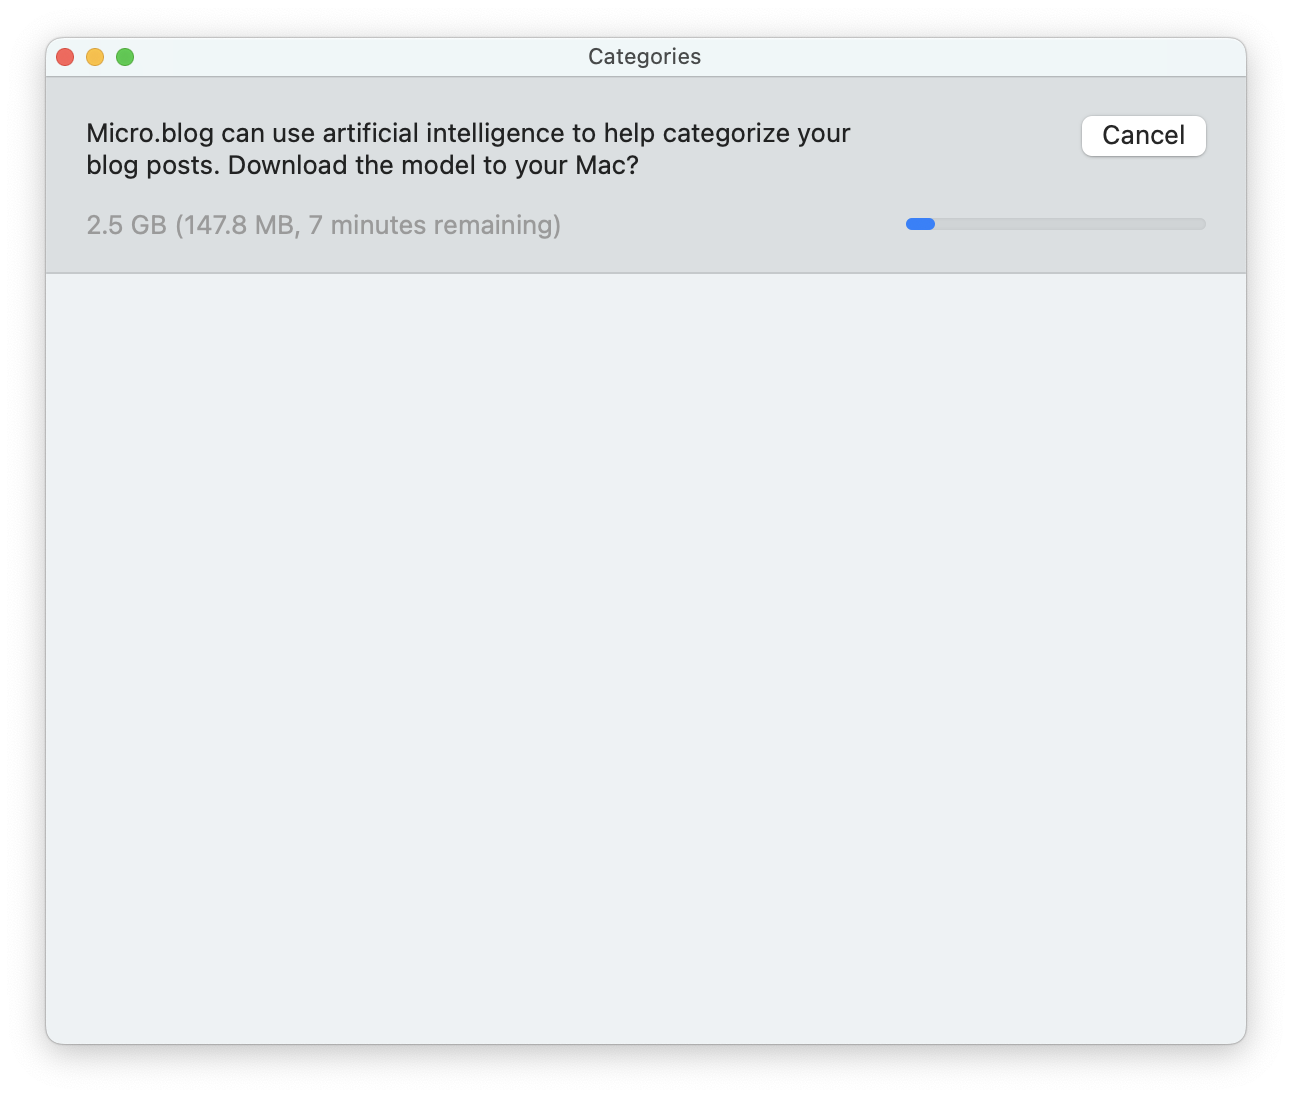 Categories
Micro.blog can use artificial intelligence to help categorize your
blog posts. Download the model to your Mac?
Cancel
2.5 GB (147.8 MB, 7 minutes remaining)